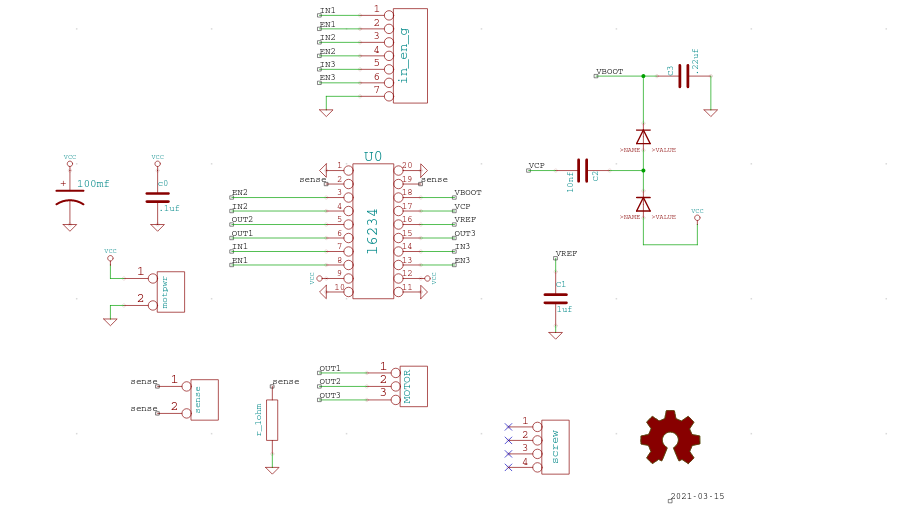 IN1 1
EN1 2
IN2 3
EN2 4
IN3 5
EN3 6
7
in_en_g
VBOOT
c3
.22uf
>NAME >VALUE
VCP
10nf
C2
>NAME >VALUE
VCC
VCC
+ 100mf
VCC
c0
.1uf
U0
16234
1 20
sense 2 19 sense
EN2 3 18 VBOOT
IN2 4 17 VCP
OUT2 5 16 VREF
OUT1 6 15 OUT3
IN1 7 14 IN3
EN1 8 13 EN3
VCC 9 12 VCC
10 11
VREF
c1
1uf
VCC
1
2
motpwr
sense 1
sense 2
sense
sense
r_1ohm
OUT1 1
OUT2 2
OUT3 3
MOTOR
1
2
3
4
screw
2021-03-15